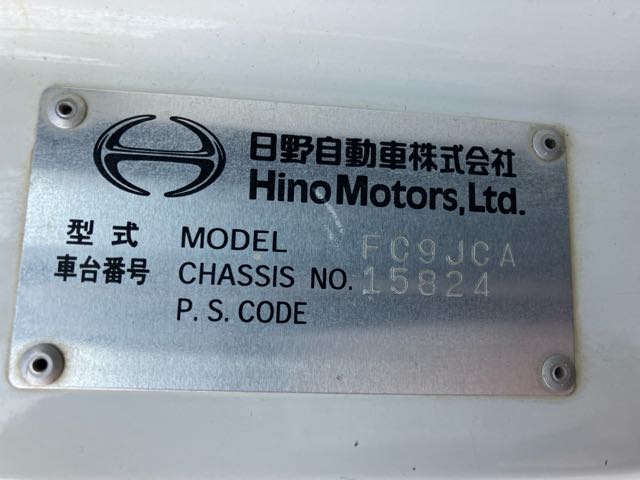 日野自動車株式会社
Hino Motors, Ltd.
型式 MODEL FC9JCA
車台番号 CHASSIS NO. 15824
P. S. CODE